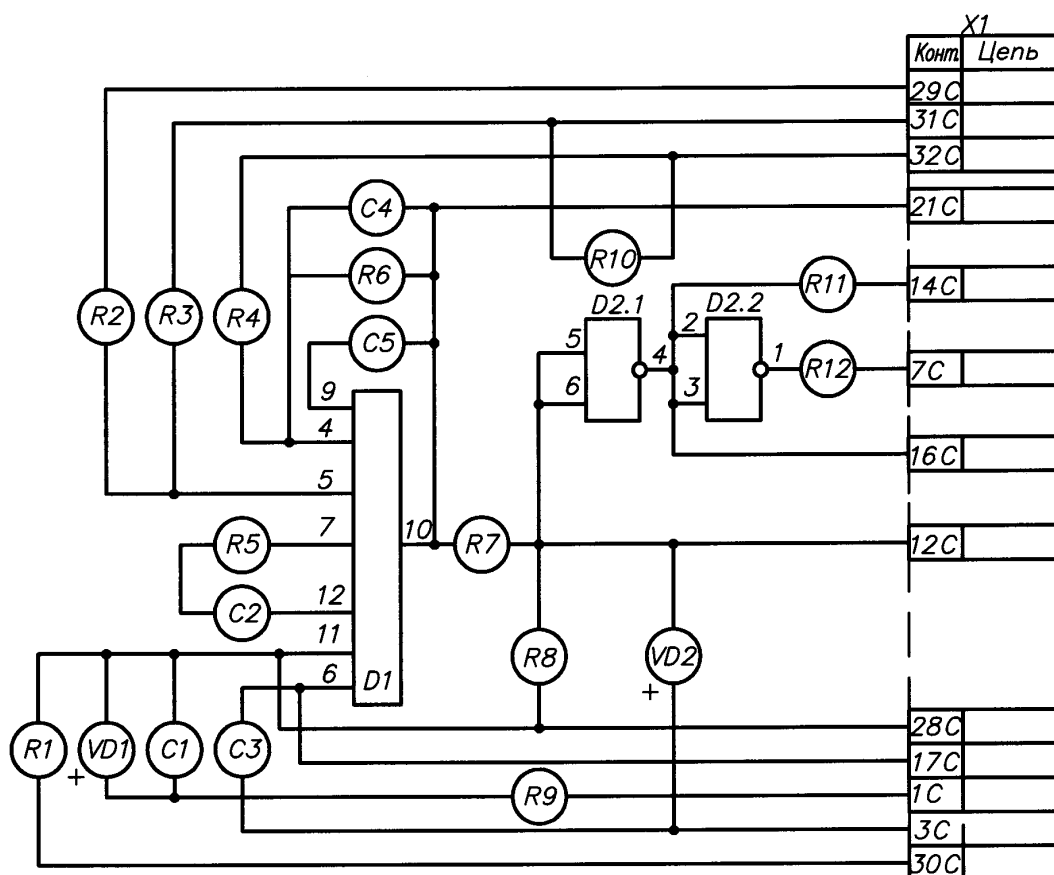 X1
Конт. Цепь
29C
31C
32C
C4
21C
R10
R6
R11
14C
D2.1
D2.2
R2
R3
R4
C5
5
2
4
1
R12
7C
6
3
9
4
16C
5
10
R7
12C
R5
7
C2
12
11
R8
VD2
+
6
D1
28C
R1
+
VD1
C1
C3
17C
R9
1C
3C
30C